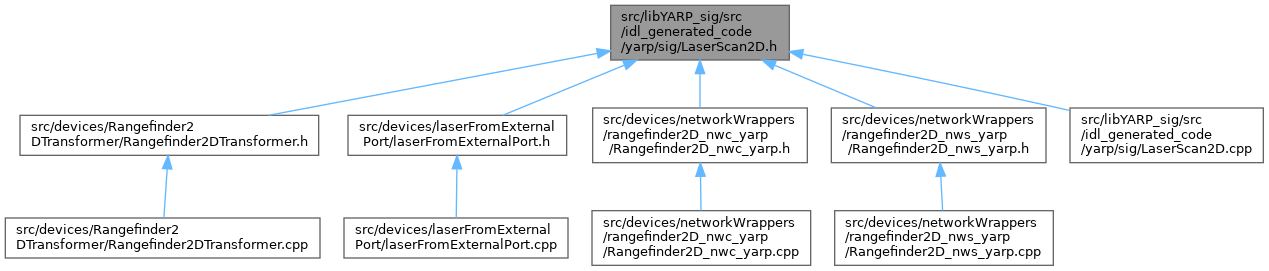 src/libYARP_sig/src
/idl_generated_code
/yarp/sig/LaserScan2D.h
src/devices/Rangefinder2
DTransformer/Rangefinder2DTransformer.h
src/devices/laserFromExternal
Port/laserFromExternalPort.h
src/devices/networkWrappers
/rangefinder2D_nwc_yarp
/Rangefinder2D_nwc_yarp.h
src/devices/networkWrappers
/rangefinder2D_nws_yarp
/Rangefinder2D_nws_yarp.h
src/libYARP_sig/src
/idl_generated_code
/yarp/sig/LaserScan2D.cpp
src/devices/Rangefinder2
DTransformer/Rangefinder2DTransformer.cpp
src/devices/laserFromExternal
Port/laserFromExternalPort.cpp
src/devices/networkWrappers
/rangefinder2D_nwc_yarp
/Rangefinder2D_nwc_yarp.cpp
src/devices/networkWrappers
/rangefinder2D_nws_yarp
/Rangefinder2D_nws_yarp.cpp